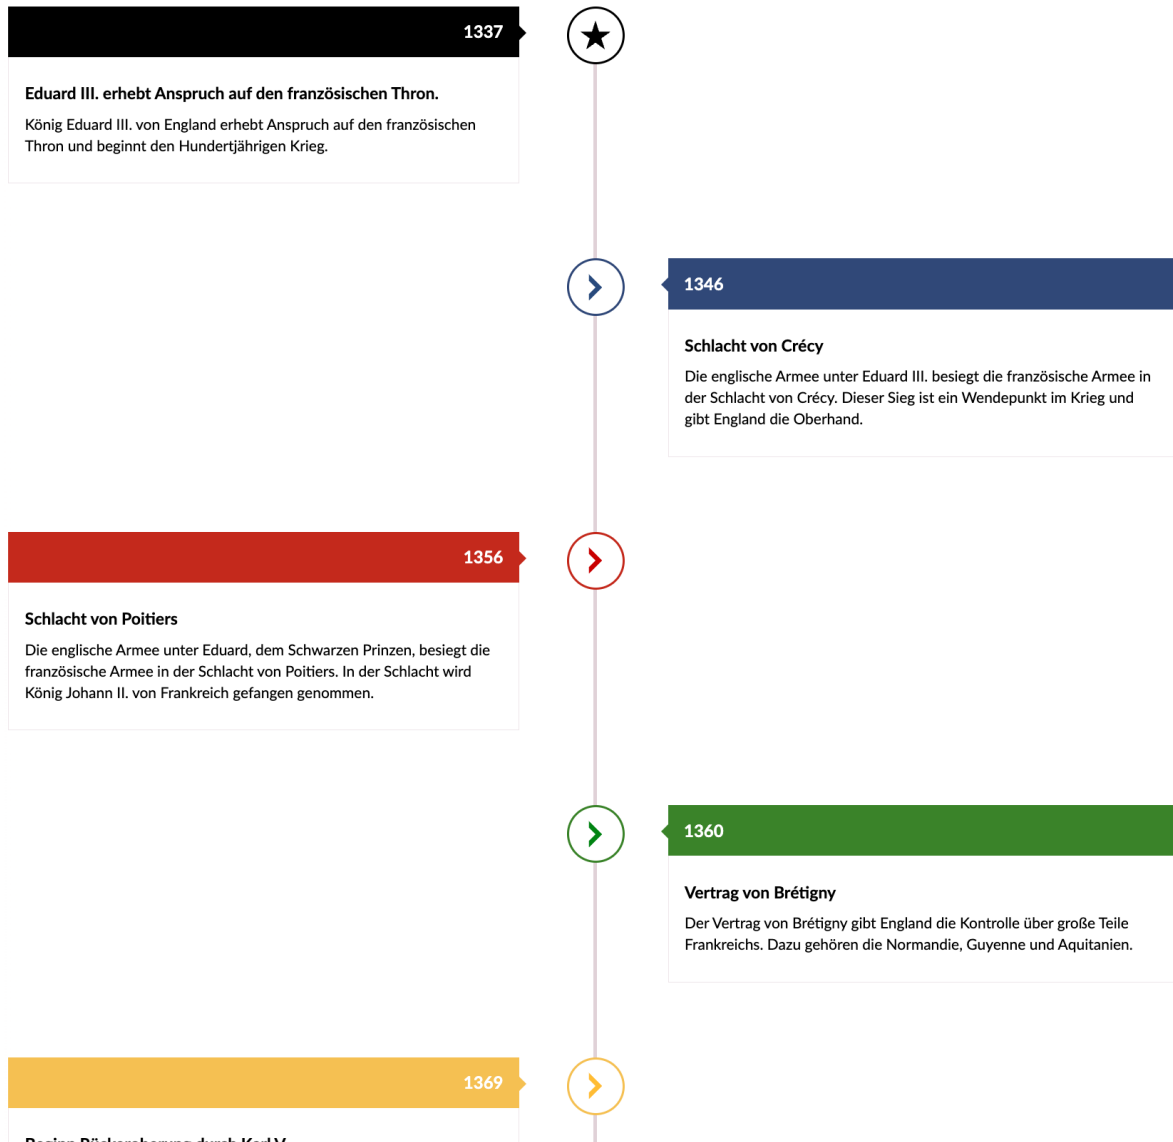 1337
Eduard III. erhebt Anspruch auf den französischen Thron.
König Eduard III. von England erhebt Anspruch auf den französischen
Thron und beginnt den Hundertjährigen Krieg.
1346
Schlacht von Crécy
Die englische Armee unter Eduard III. besiegt die französische Armee in
der Schlacht von Crécy. Dieser Sieg ist ein Wendepunkt im Krieg und
gibt England die Oberhand.
1356
Schlacht von Poitiers
Die englische Armee unter Eduard, dem Schwarzen Prinzen, besiegt die
französische Armee in der Schlacht von Poitiers. In der Schlacht wird
König Johann II. von Frankreich gefangen genommen.
1360
Vertrag von Brétigny
Der Vertrag von Brétigny gibt England die Kontrolle über große Teile
Frankreichs. Dazu gehören die Normandie, Guyenne und Aquitanien.
1369
Beginn Rückeroberung durch Karl V.